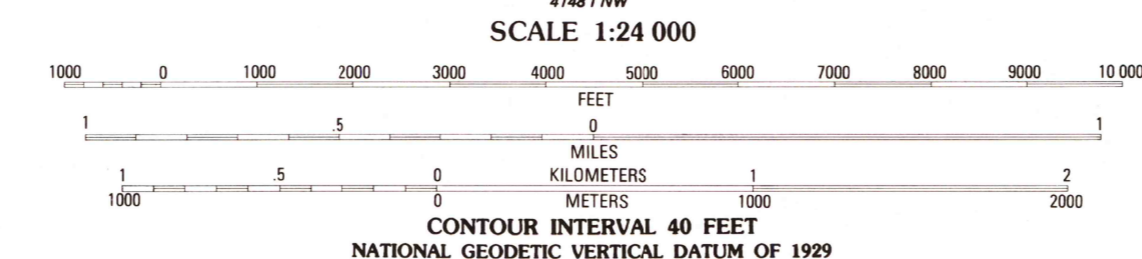 4148 I NW
SCALE 1:24 000
1000 0 1000 2000 3000 4000 5000 6000 7000 8000 9000 10 000
FEET
1 .5 0 1
MILES
1 .5 0 KILOMETERS 1 2
1000 0 METERS 1000 2000
CONTOUR INTERVAL 40 FEET
NATIONAL GEODETIC VERTICAL DATUM OF 1929